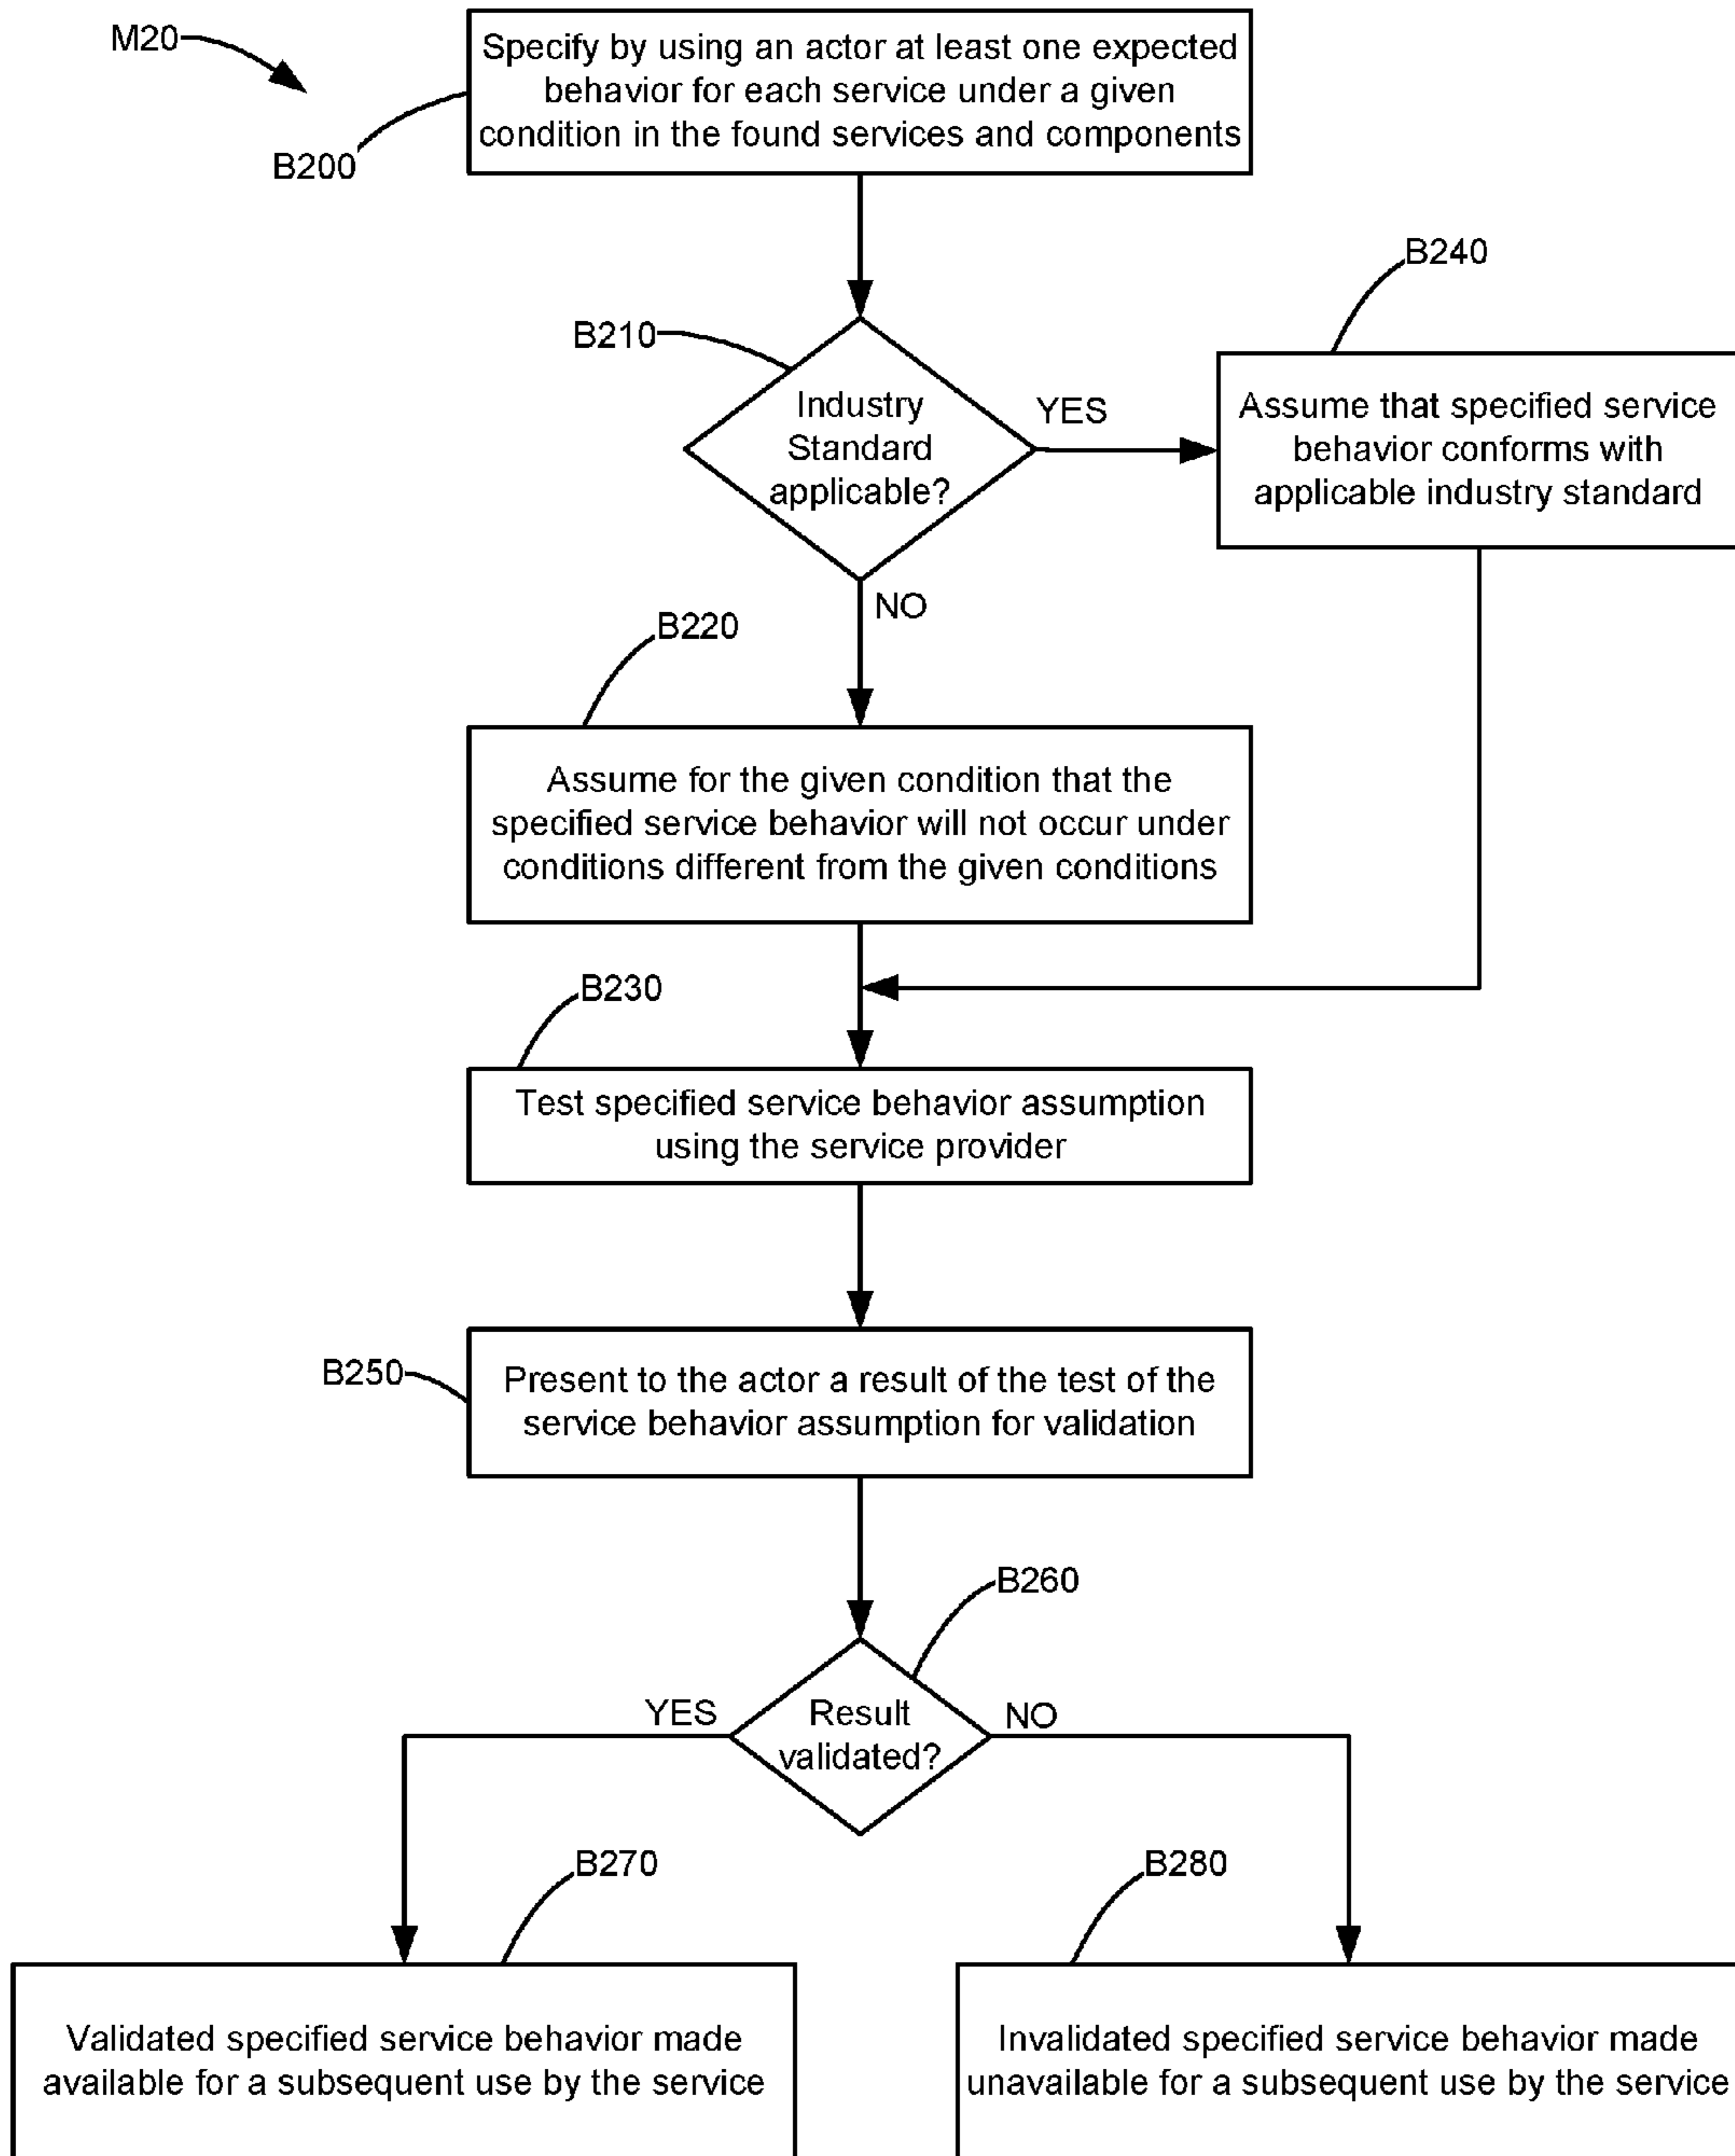 M20
Specify by using an actor at least one expected
behavior for each service under a given
condition in the found services and components
B200
B240
B210
Industry
Standard
applicable?
YES
Assume that specified service
behavior conforms with
applicable industry standard
NO
B220
Assume for the given condition that the
specified service behavior will not occur under
conditions different from the given conditions
B230
Test specified service behavior assumption
using the service provider
B250
Present to the actor a result of the test of the
service behavior assumption for validation
B260
YES
Result
validated?
NO
B270
B280
Validated specified service behavior made
available for a subsequent use by the service
Invalidated specified service behavior made
unavailable for a subsequent use by the service